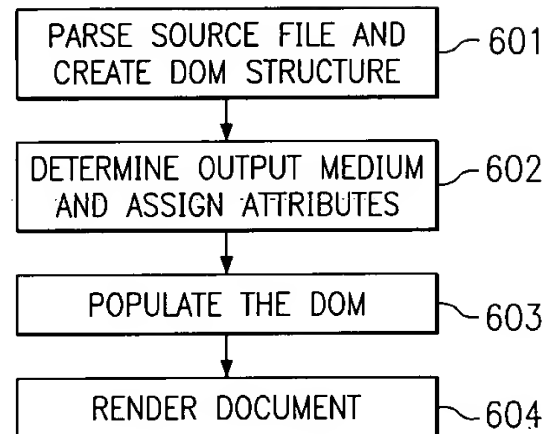 PARSE SOURCE FILE AND
CREATE DOM STRUCTURE
601
DETERMINE OUTPUT MEDIUM
AND ASSIGN ATTRIBUTES
602
POPULATE THE DOM
603
RENDER DOCUMENT
604